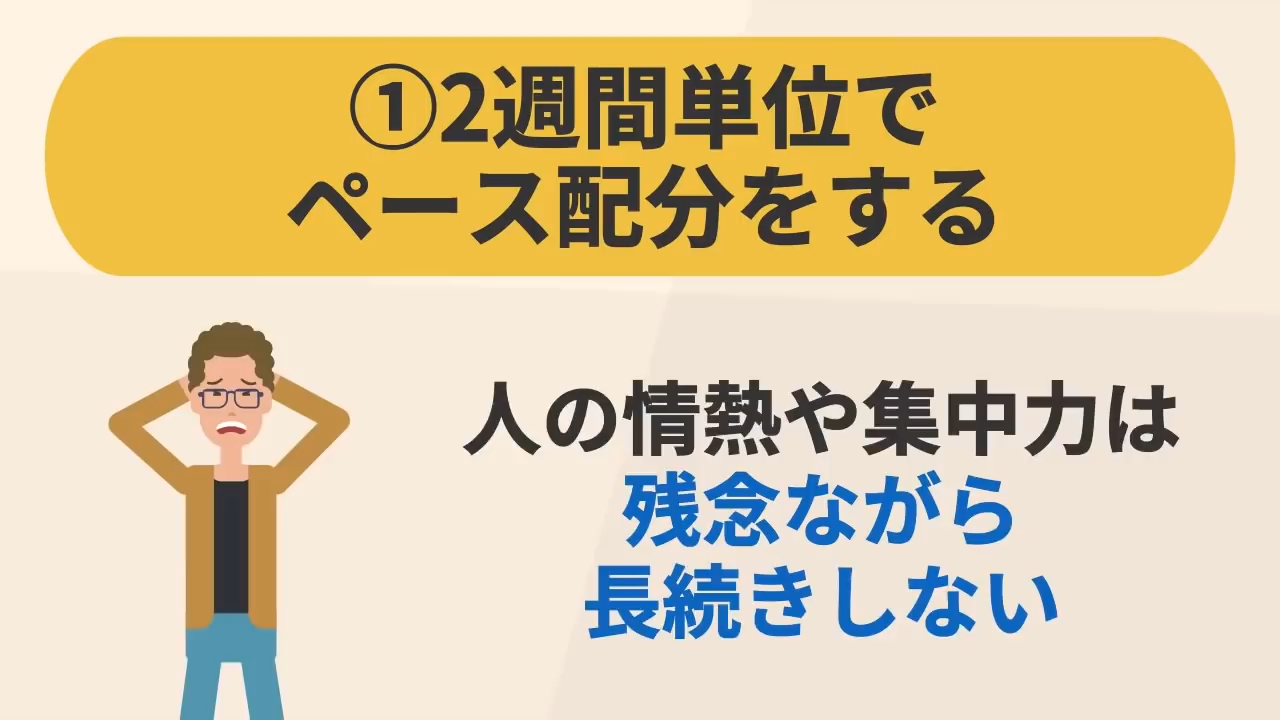 ①2週間単位で
ペース配分をする
人の情熱や集中力は
残念ながら
長続きしない